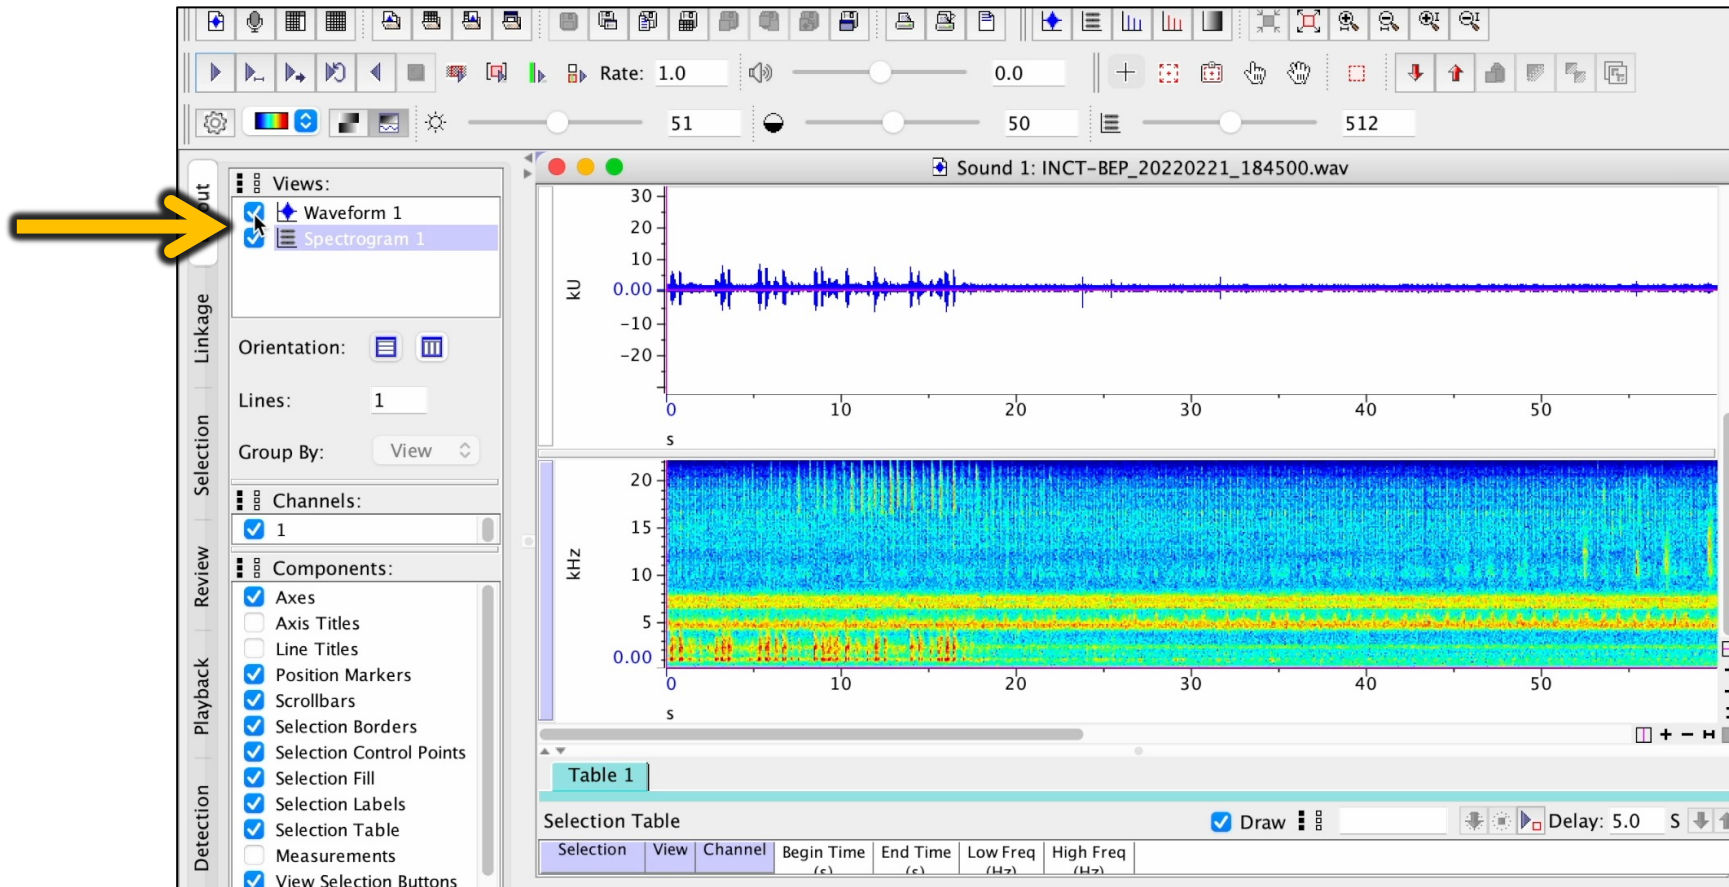 Rate: 1.0 0.0
51 50 512
Layout
Linkage
Selection
Review
Playback
Detection
Views:
Waveform 1
Spectrogram 1
Orientation:
Lines: 1
Group By: View
Channels:
1
Components:
Axes
Axis Titles
Line Titles
Position Markers
Scrollbars
Selection Borders
Selection Control Points
Selection Fill
Selection Labels
Selection Table
Measurements
View Selection Buttons
Sound 1: INCT-BEP_20220221_184500.wav
30
20
10
kU 0.00
-10
-20
0 10 20 30 40 50
s
20
15
kHz 10
5
0.00
0 10 20 30 40 50
s
Table 1
Selection Table Draw Delay: 5.0 S
Selection View Channel Begin Time (s) End Time (s) Low Freq (Hz) High Freq (Hz)